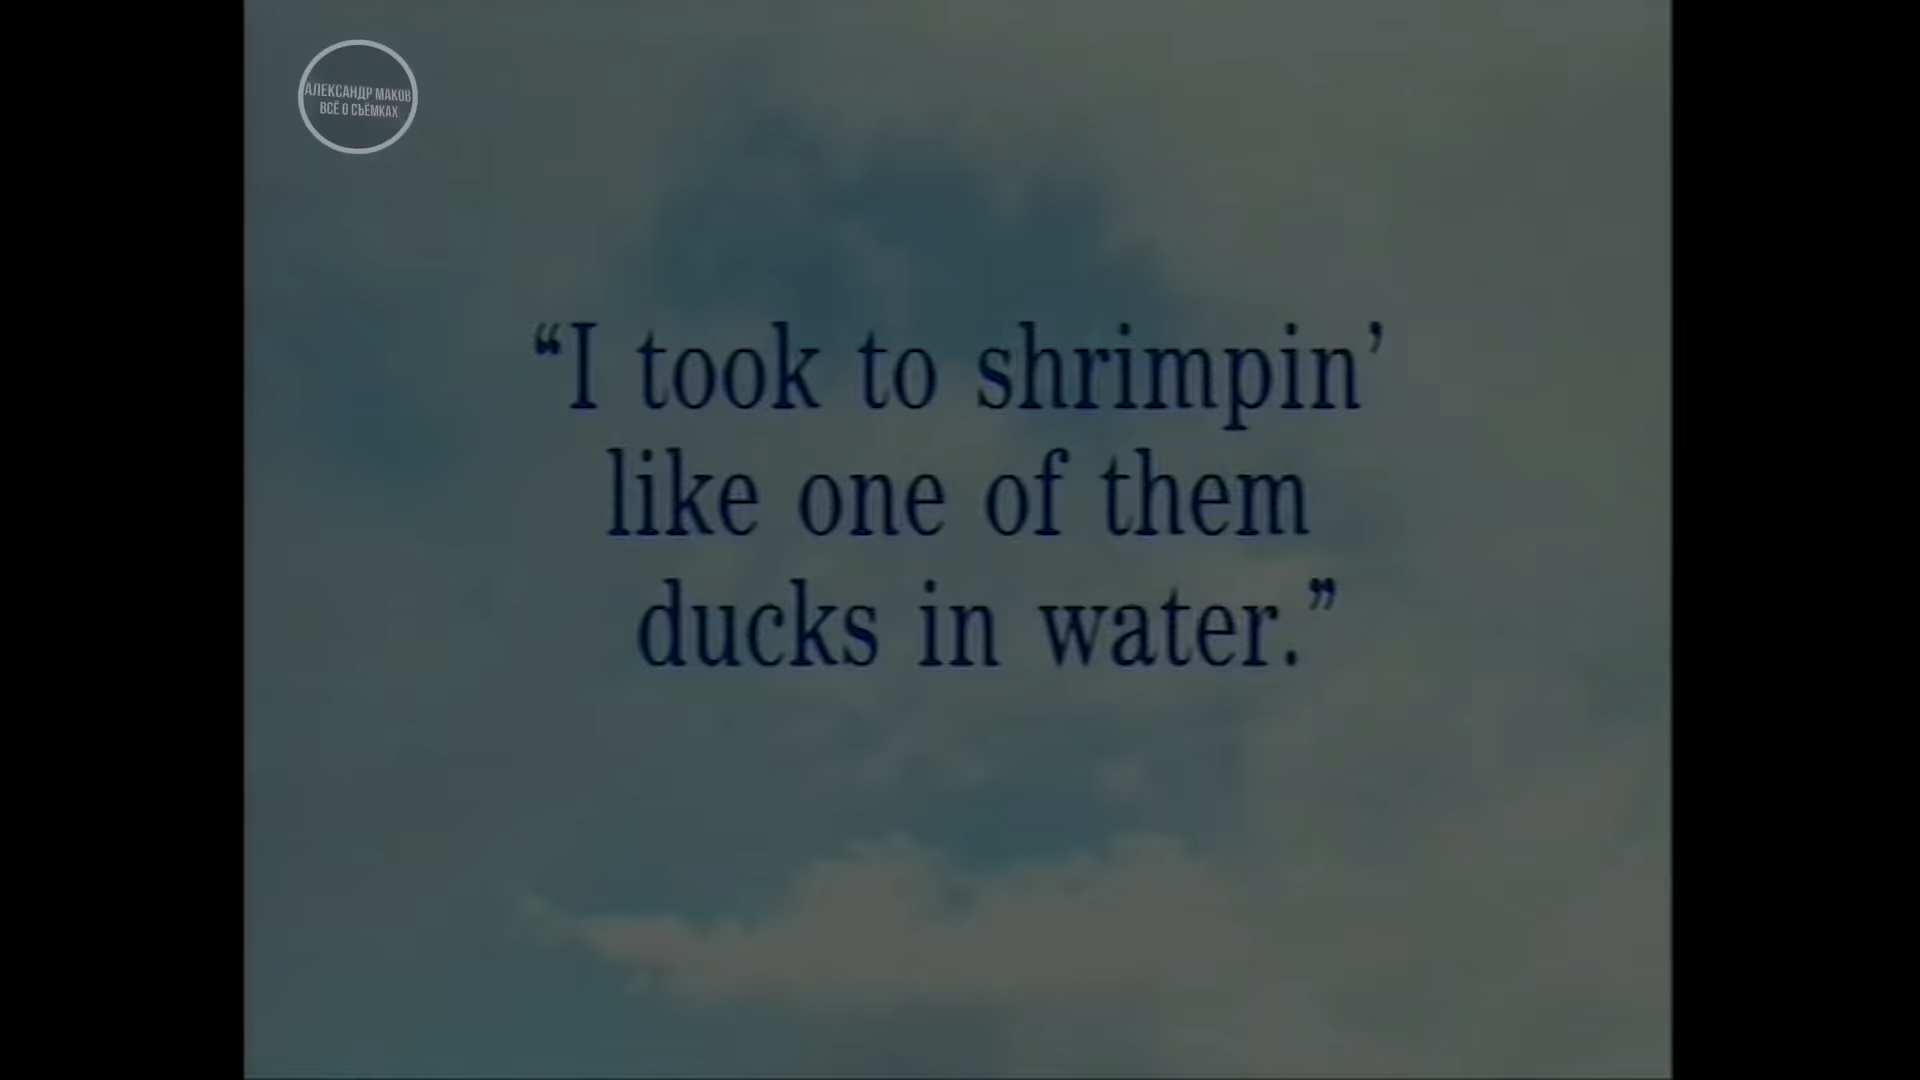 АЛЕКСАНДР МАКОВ
ВСЁ О СЪЁМКАХ
“I took to shrimpin’
like one of them
ducks in water.”